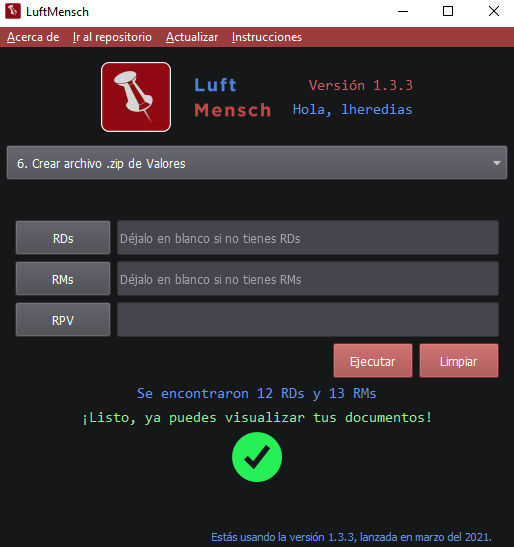 LuftMensch
Acerca de Ir al repositorio Actualizar Instrucciones
Luft
Mensch
Versión 1.3.3
Hola, lheredias
6. Crear archivo .zip de Valores
RDs Déjalo en blanco si no tienes RDs
RMs Déjalo en blanco si no tienes RMs
RPV
Ejecutar Limpiar
Se encontraron 12 RDs y 13 RMs
¡Listo, ya puedes visualizar tus documentos!
Estás usando la versión 1.3.3, lanzada en marzo del 2021.